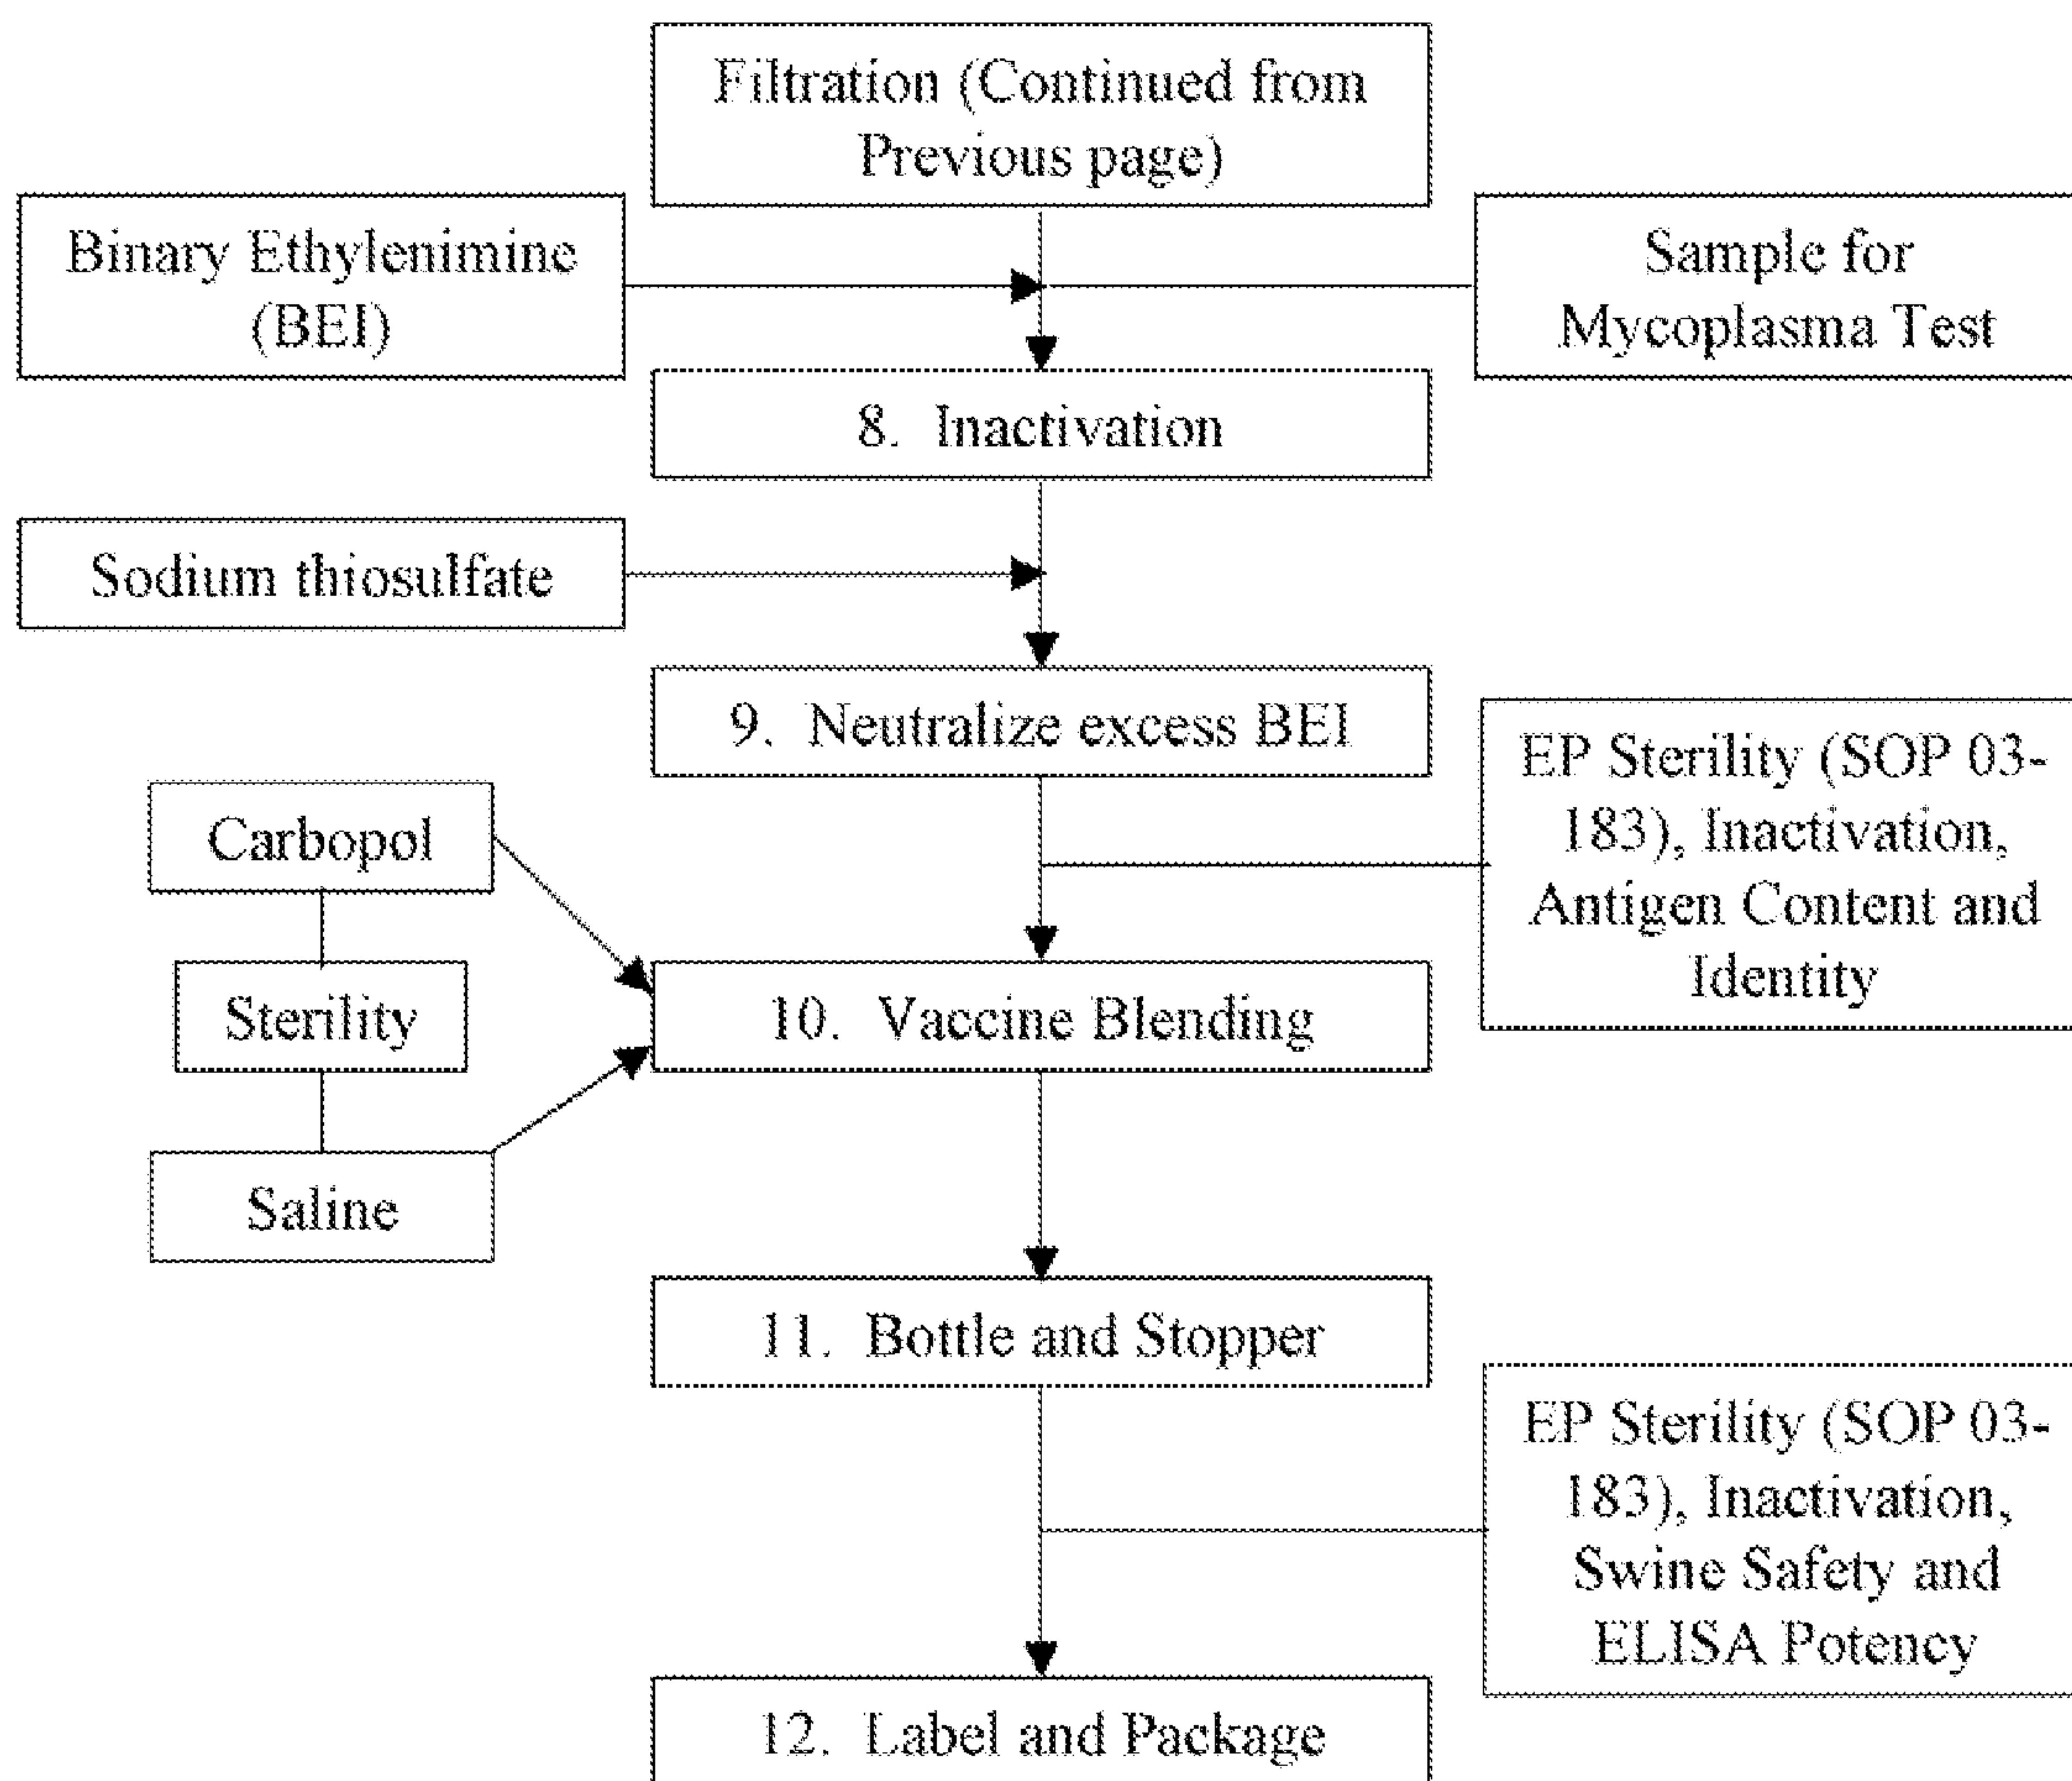 Filtration (Continued from
Previous page)
Binary Ethylenimine
(BEI)
Sample for
Mycoplasma Test
8. Inactivation
Sodium thiosulfate
9. Neutralize excess BEI
EP Sterility (SOP 03-
183), Inactivation,
Antigen Content and
Identity
Carbopol
Sterility
10. Vaccine Blending
Saline
11. Bottle and Stopper
EP Sterility (SOP 03-
183), Inactivation,
Swine Safety and
ELISA Potency
12. Label and Package